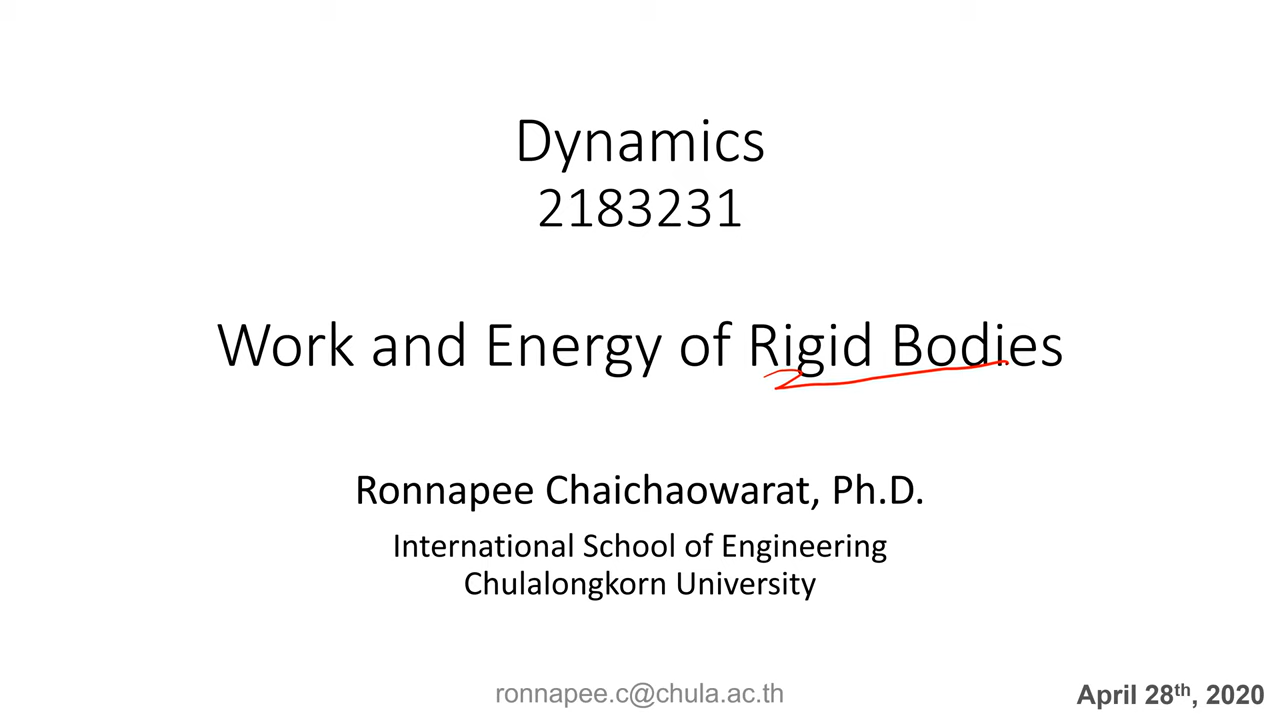 Dynamics
2183231
Work and Energy of Rigid Bodies
Ronnapee Chaichaowarat, Ph.D.
International School of Engineering
Chulalongkorn University
ronnapee.c@chula.ac.th
April 28th, 2020